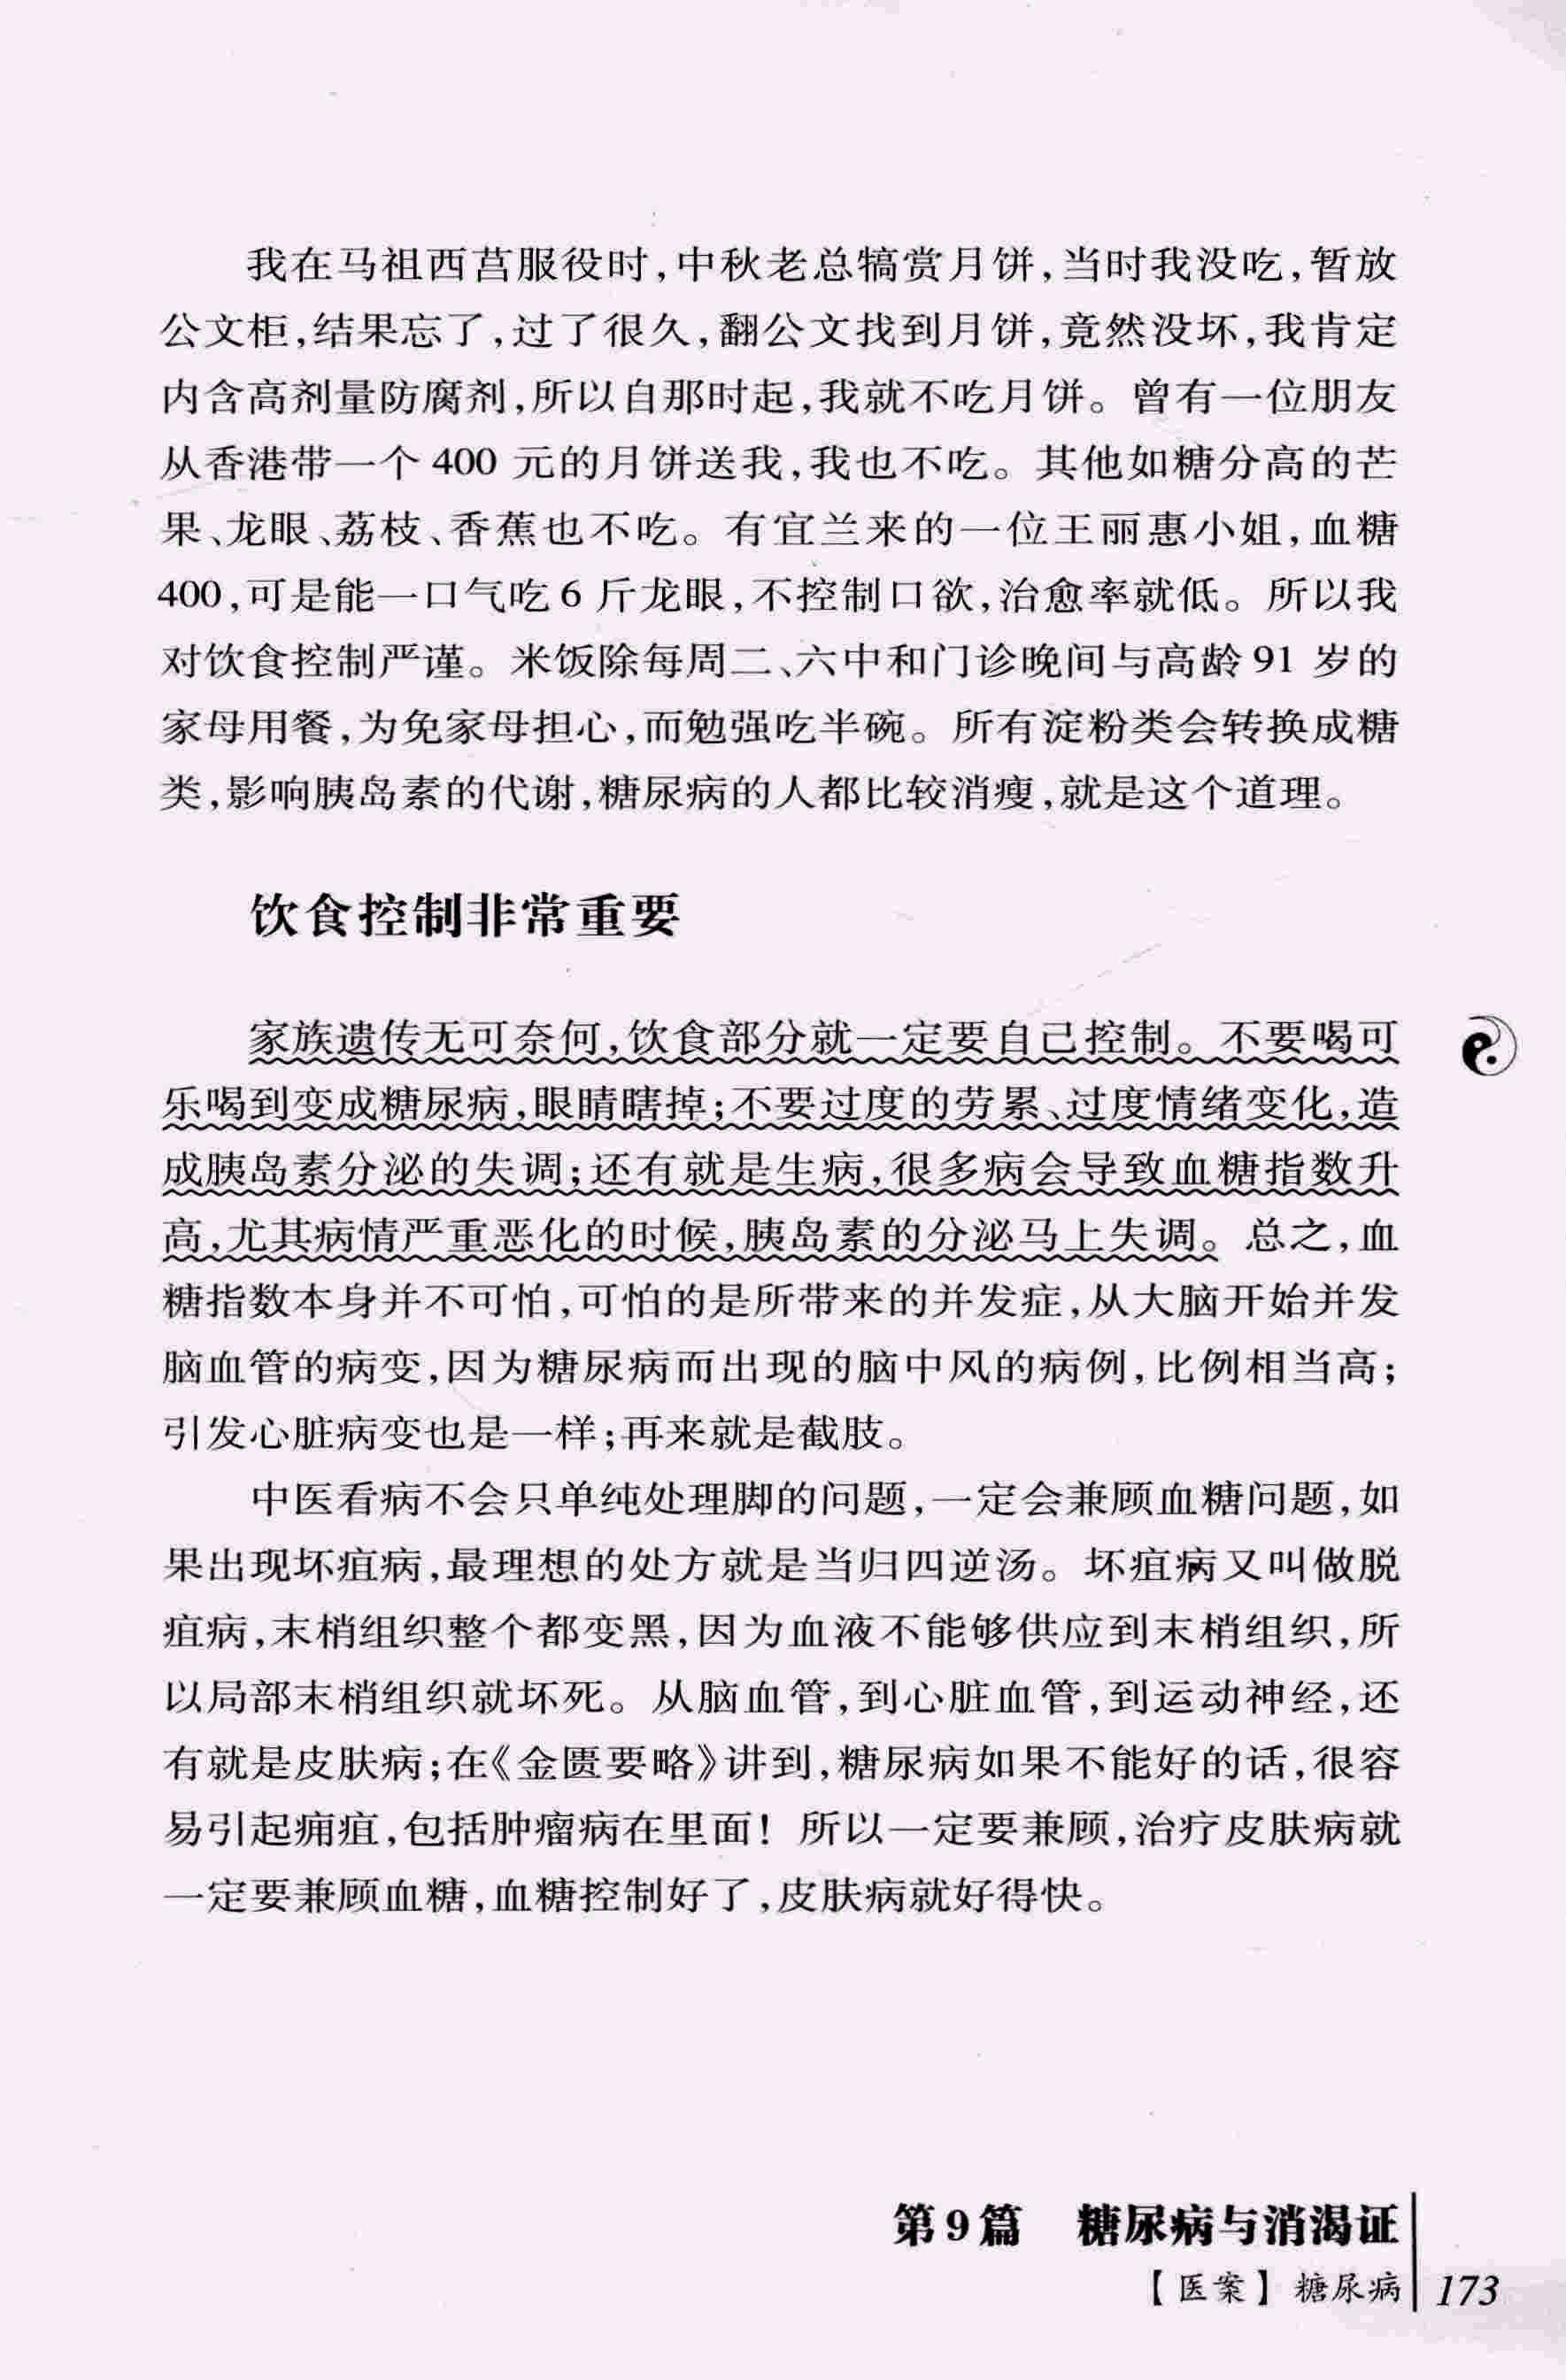 我在马祖西莒服役时,中秋老总犒赏月饼,当时我没吃,暂放
公文柜,结果忘了,过了很久,翻公文找到月饼,竟然没坏,我肯定
内含高剂量防腐剂,所以自那时起,我就不吃月饼。曾有一位朋友
从香港带一个 400 元的月饼送我,我也不吃。其他如糖分高的芒
果、龙眼、荔枝、香蕉也不吃。有宜兰来的一位王丽惠小姐,血糖
400,可是能一口气吃 6 斤龙眼,不控制口欲,治愈率就低。所以我
对饮食控制严谨。米饭除每周二、六中和门诊晚间与高龄 91 岁的
家母用餐,为免家母担心,而勉强吃半碗。所有淀粉类会转换成糖
类,影响胰岛素的代谢,糖尿病的人都比较消瘦,就是这个道理。
饮食控制非常重要
家族遗传无可奈何,饮食部分就一定要自己控制。不要喝可
乐喝到变成糖尿病,眼睛瞎掉;不要过度的劳累、过度情绪变化,造
成胰岛素分泌的失调;还有就是生病,很多病会导致血糖指数升
高,尤其病情严重恶化的时候,胰岛素的分泌马上失调。总之,血
糖指数本身并不可怕,可怕的是所带来的并发症,从大脑开始并发
脑血管的病变,因为糖尿病而出现的脑中风的病例,比例相当高;
引发心脏病变也是一样;再来就是截肢。
中医看病不会只单纯处理脚的问题,一定会兼顾血糖问题,如
果出现坏疽病,最理想的处方就是当归四逆汤。坏疽病又叫做脱
疽病,末梢组织整个都变黑,因为血液不能够供应到末梢组织,所
以局部末梢组织就坏死。从脑血管,到心脏血管,到运动神经,还
有就是皮肤病;在《金匮要略》讲到,糖尿病如果不能好的话,很容
易引起痈疽,包括肿瘤病在里面!所以一定要兼顾,治疗皮肤病就
一定要兼顾血糖,血糖控制好了,皮肤病就好得快。
第 9 篇 糖尿病与消渴证
【医案】糖尿病 173